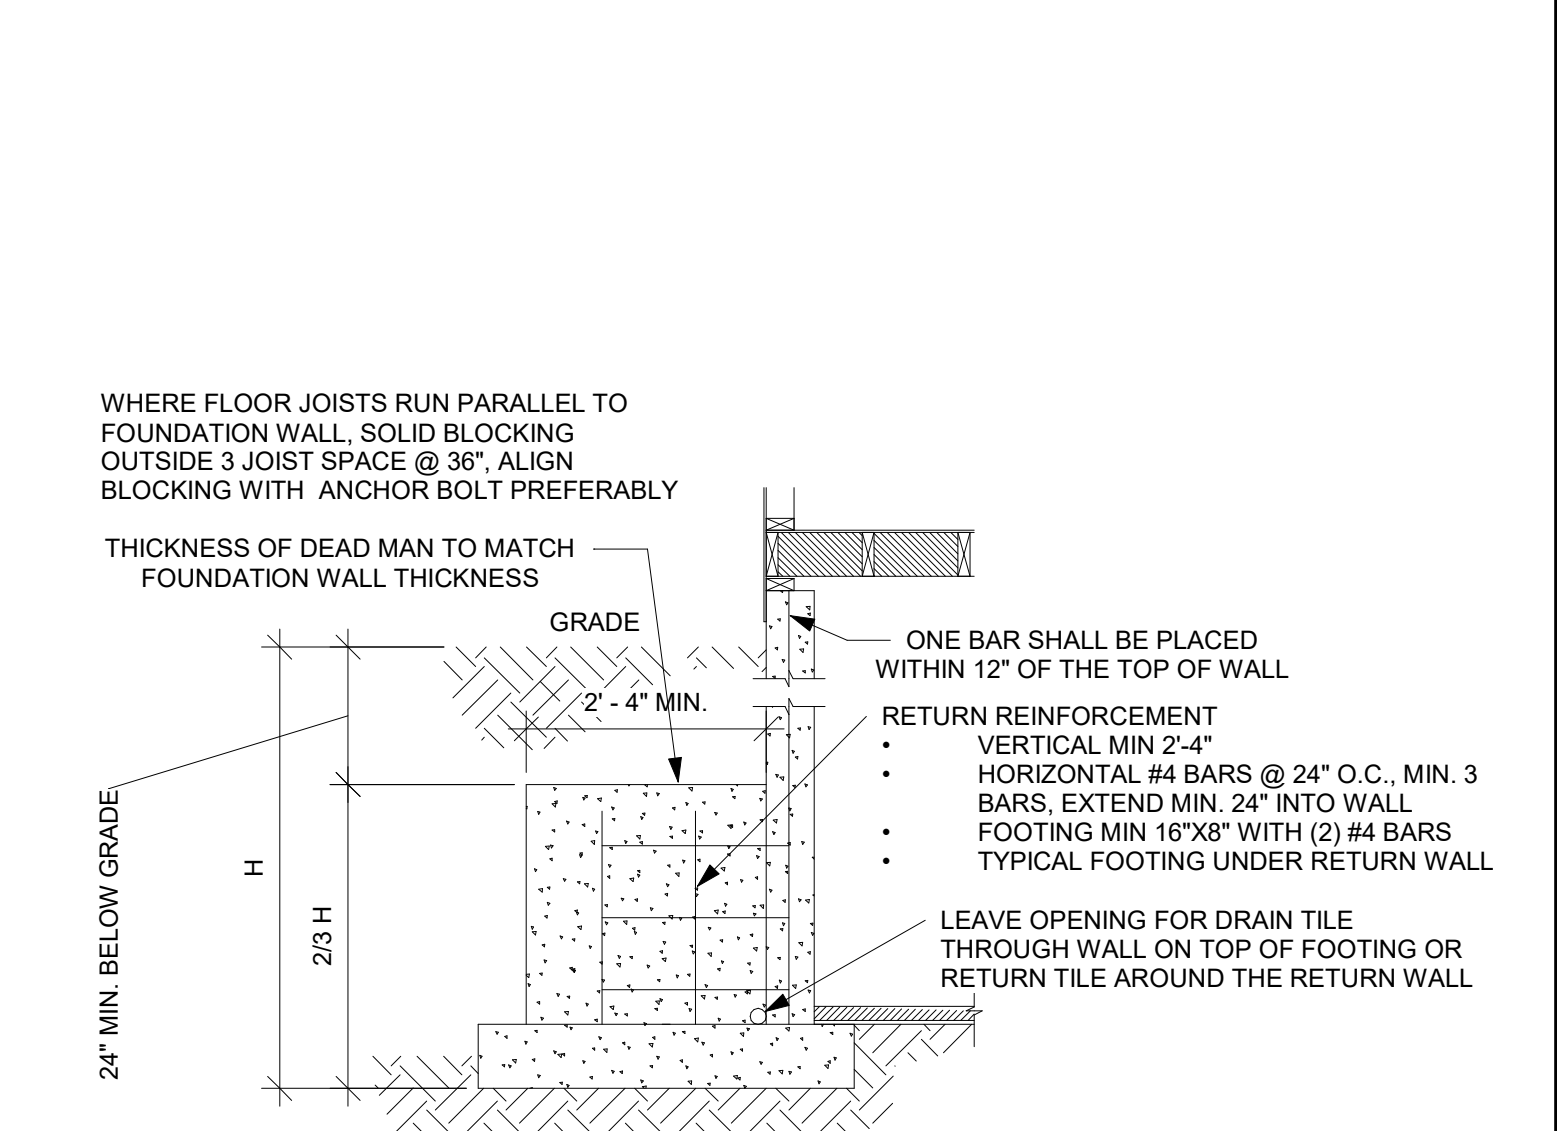 WHERE FLOOR JOISTS RUN PARALLEL TO
FOUNDATION WALL, SOLID BLOCKING
OUTSIDE 3 JOIST SPACE @ 36", ALIGN
BLOCKING WITH ANCHOR BOLT PREFERABLY
THICKNESS OF DEAD MAN TO MATCH
FOUNDATION WALL THICKNESS
GRADE
2' - 4" MIN.
ONE BAR SHALL BE PLACED
WITHIN 12" OF THE TOP OF WALL
RETURN REINFORCEMENT
• VERTICAL MIN 2'-4"
• HORIZONTAL #4 BARS @ 24" O.C., MIN. 3
BARS, EXTEND MIN. 24" INTO WALL
• FOOTING MIN 16"X8" WITH (2) #4 BARS
• TYPICAL FOOTING UNDER RETURN WALL
LEAVE OPENING FOR DRAIN TILE
THROUGH WALL ON TOP OF FOOTING OR
RETURN TILE AROUND THE RETURN WALL
24" MIN. BELOW GRADE
H
2/3 H